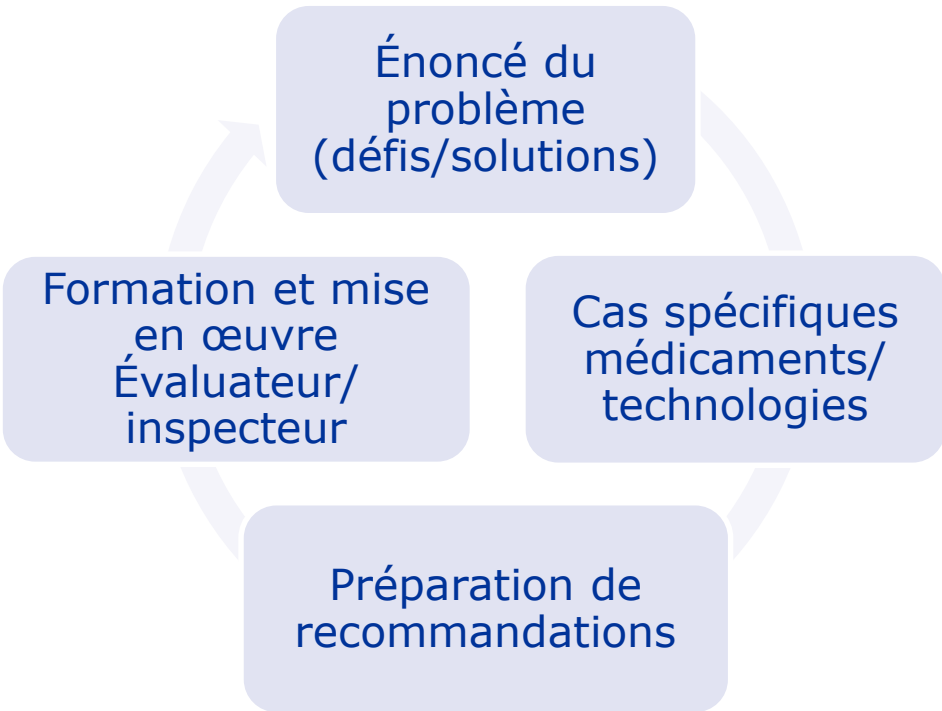 Énoncé du
problème
(défis/solutions)
Cas spécifiques
médicaments/
technologies
Préparation de
recommandations
Formation et mise
en œuvre
Évaluateur/
inspecteur